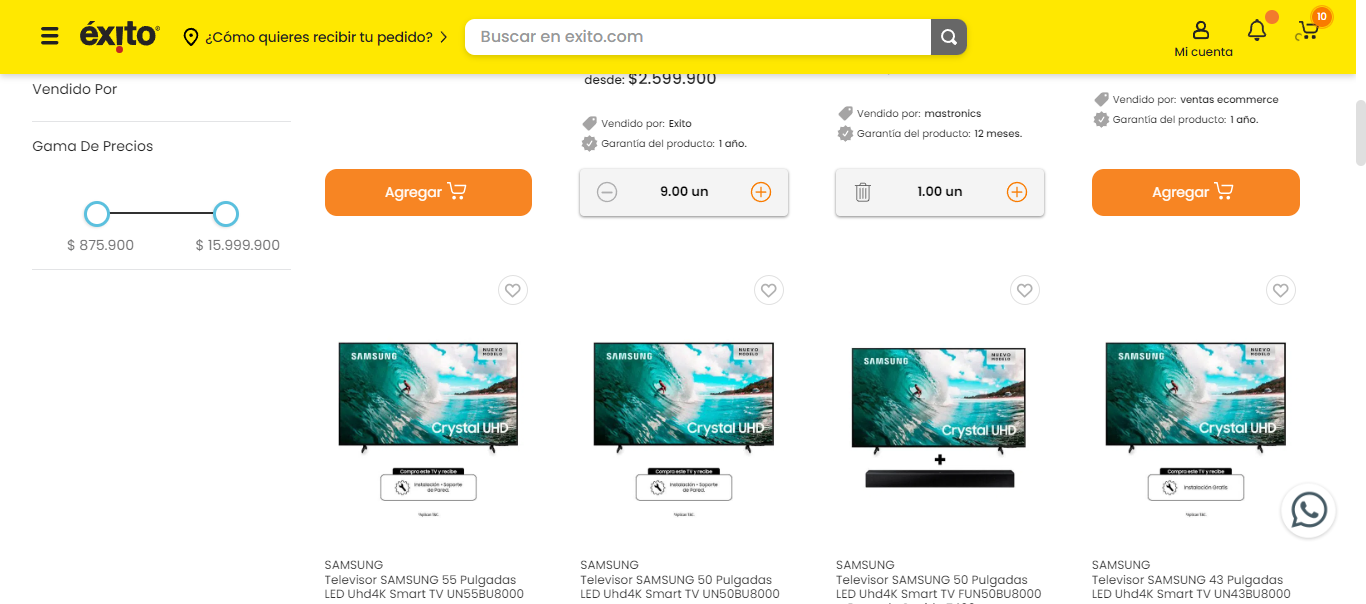 éxito
¿Cómo quieres recibir tu pedido?
Buscar en exito.com
Mi cuenta
10
Vendido Por
Gama De Precios
$ 875.900
$ 15.999.900
desde: $2.599.900
Vendido por: Exito
Garantía del producto: 1 año.
Vendido por: mastronics
Garantía del producto: 12 meses.
Vendido por: ventas ecommerce
Garantía del producto: 1 año.
Agregar
9.00 un
1.00 un
Agregar
SAMSUNG
NUEVO
MODELO
Crystal UHD
Compra este TV y recibe
Instalación + Soporte
de Pared.
SAMSUNG
NUEVO
MODELO
Crystal UHD
Compra este TV y recibe
Instalación + Soporte
de Pared.
SAMSUNG
NUEVO
MODELO
Crystal UHD
+
SAMSUNG
NUEVO
MODELO
Crystal UHD
Compra este TV y recibe
Instalación Gratis
SAMSUNG
Televisor SAMSUNG 55 Pulgadas
LED Uhd4K Smart TV UN55BU8000
SAMSUNG
Televisor SAMSUNG 50 Pulgadas
LED Uhd4K Smart TV UN50BU8000
SAMSUNG
Televisor SAMSUNG 50 Pulgadas
LED Uhd4K Smart TV FUN50BU8000
SAMSUNG
Televisor SAMSUNG 43 Pulgadas
LED Uhd4K Smart TV UN43BU8000